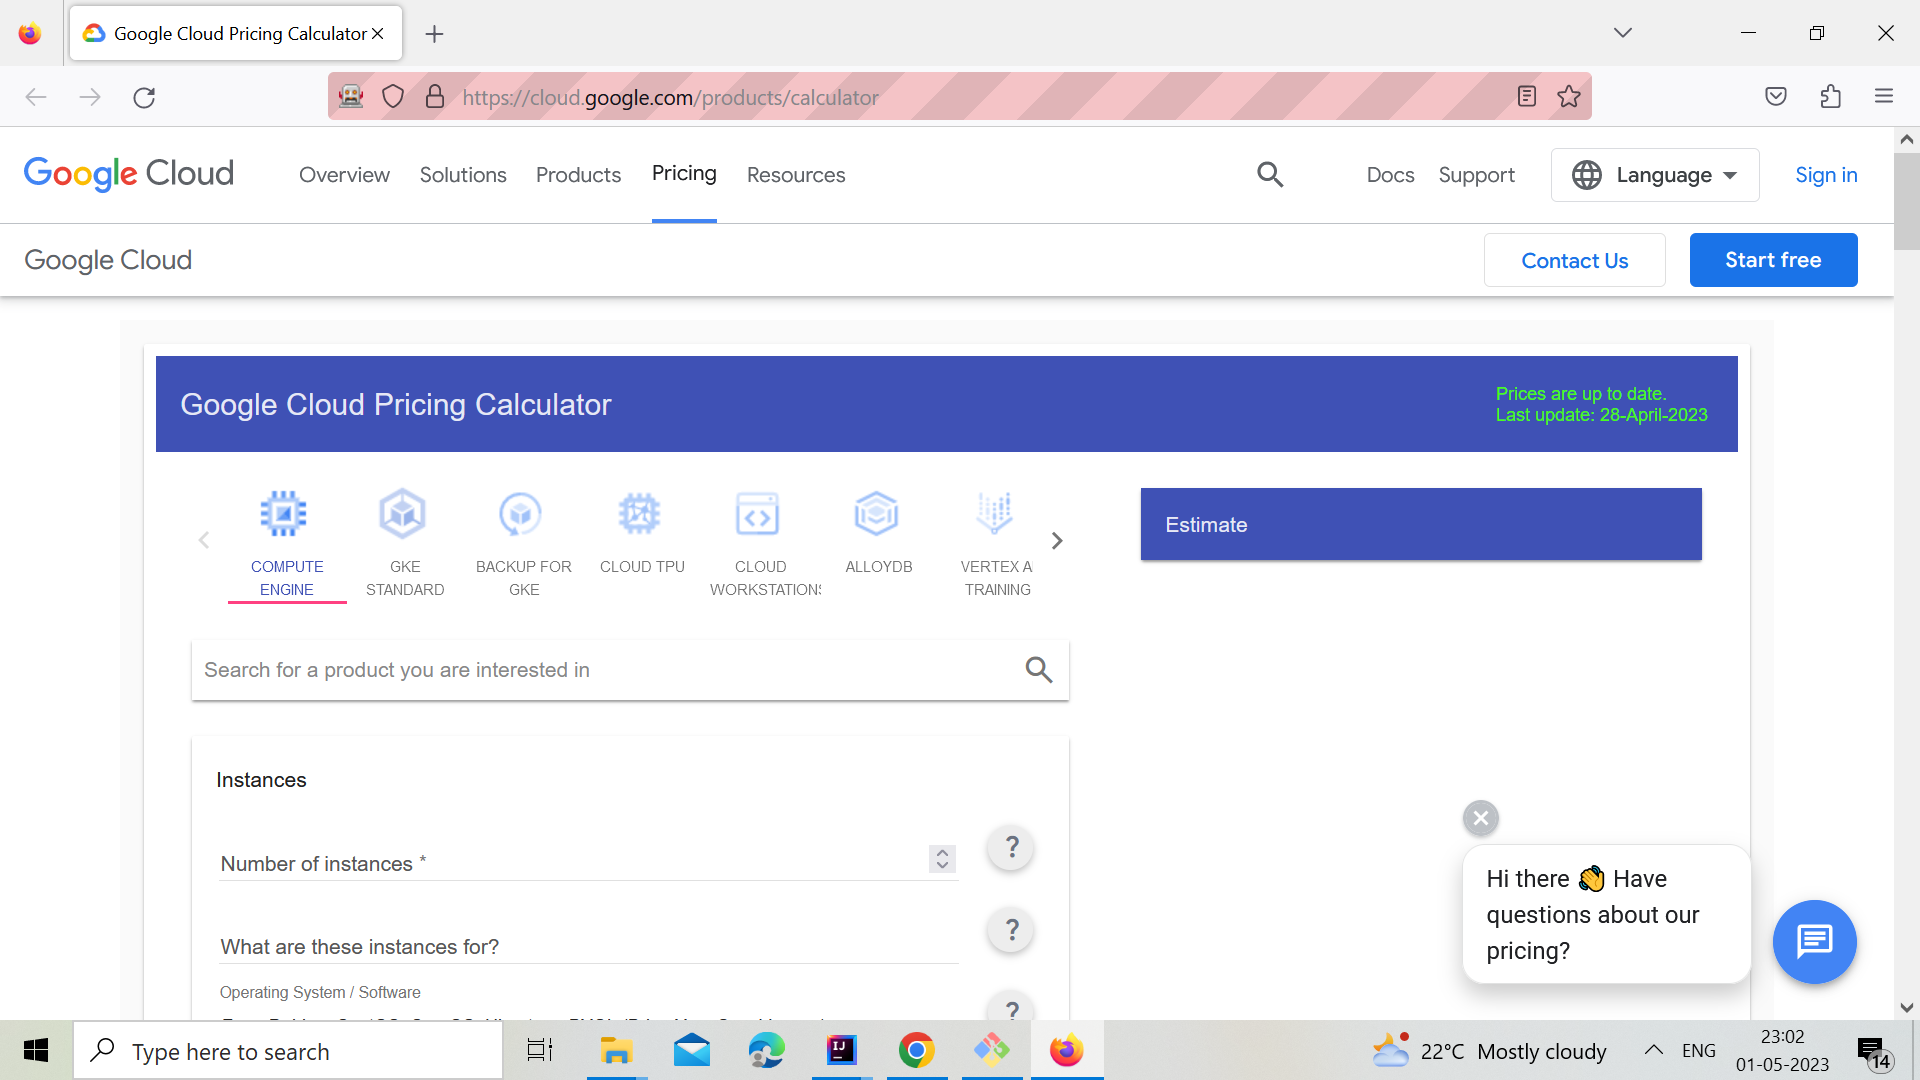 Google Cloud Pricing Calculator
https://cloud.google.com/products/calculator
Google Cloud
Overview
Solutions
Products
Pricing
Resources
Docs
Support
Language
Sign in
Google Cloud
Contact Us
Start free
Google Cloud Pricing Calculator
Prices are up to date.
Last update: 28-April-2023
COMPUTE
ENGINE
GKE
STANDARD
BACKUP FOR
GKE
CLOUD TPU
CLOUD
WORKSTATIONS
ALLOYDB
VERTEX A
TRAINING
Estimate
Search for a product you are interested in
Instances
Number of instances *
?
What are these instances for?
?
Operating System / Software
?
Hi there 👋 Have
questions about our
pricing?
Type here to search
IJ
22°C Mostly cloudy
ENG
23:02
01-05-2023
14